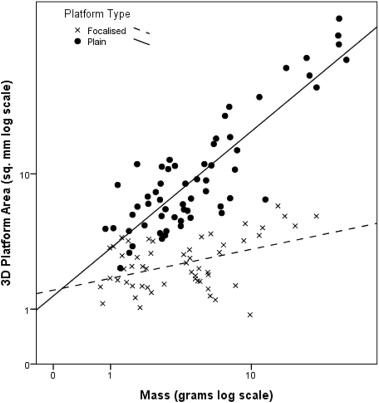 Platform Type
Focalised
Plain
3D Platform Area (sq. mm log scale)
10
1
0
0
1
10
Mass (grams log scale)